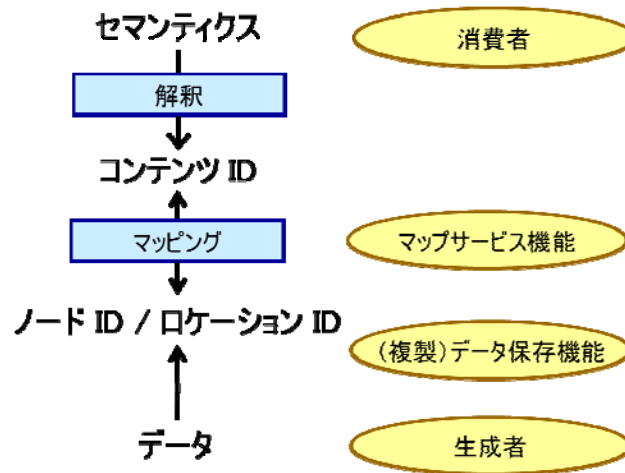 セマンティクス
消費者
解釈
コンテンツ ID
マッピング
マップサービス機能
ノード ID / ロケーション ID
(複製)データ保存機能
データ
生成者